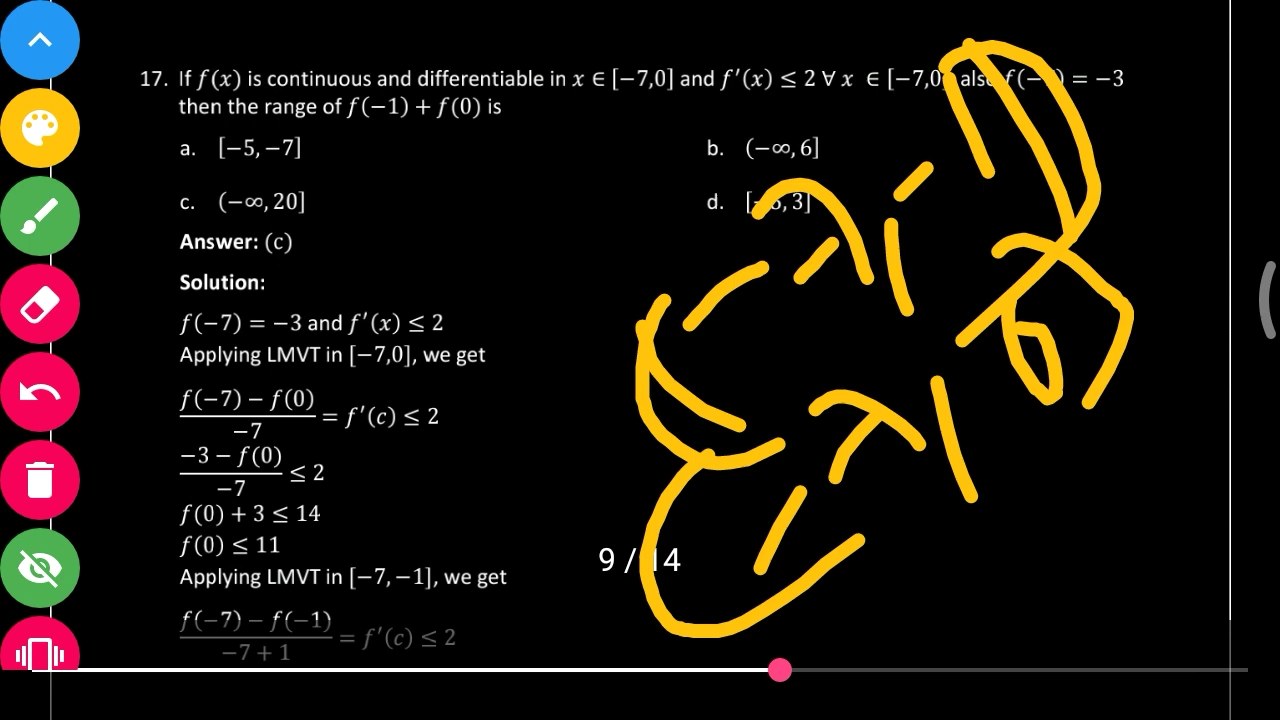 17. If f(x) is continuous and differentiable in x ∈ [−7,0] and f′(x) ≤ 2 ∀ x ∈ [−7,0 f(− ) = −3
then the range of f(−1) + f(0) is
a. [−5, −7]
b. (−∞, 6]
c. (−∞, 20]
d. [ , 3]
Answer: (c)
Solution:
f(−7) = −3 and f′(x) ≤ 2
Applying LMVT in [−7,0], we get
f(−7) − f(0)
/ −7 = f′(c) ≤ 2
−3 − f(0)
/ −7 ≤ 2
f(0) + 3 ≤ 14
f(0) ≤ 11
9 / 14
Applying LMVT in [−7, −1], we get
f(−7) − f(−1)
/ −7 + 1 = f′(c) ≤ 2